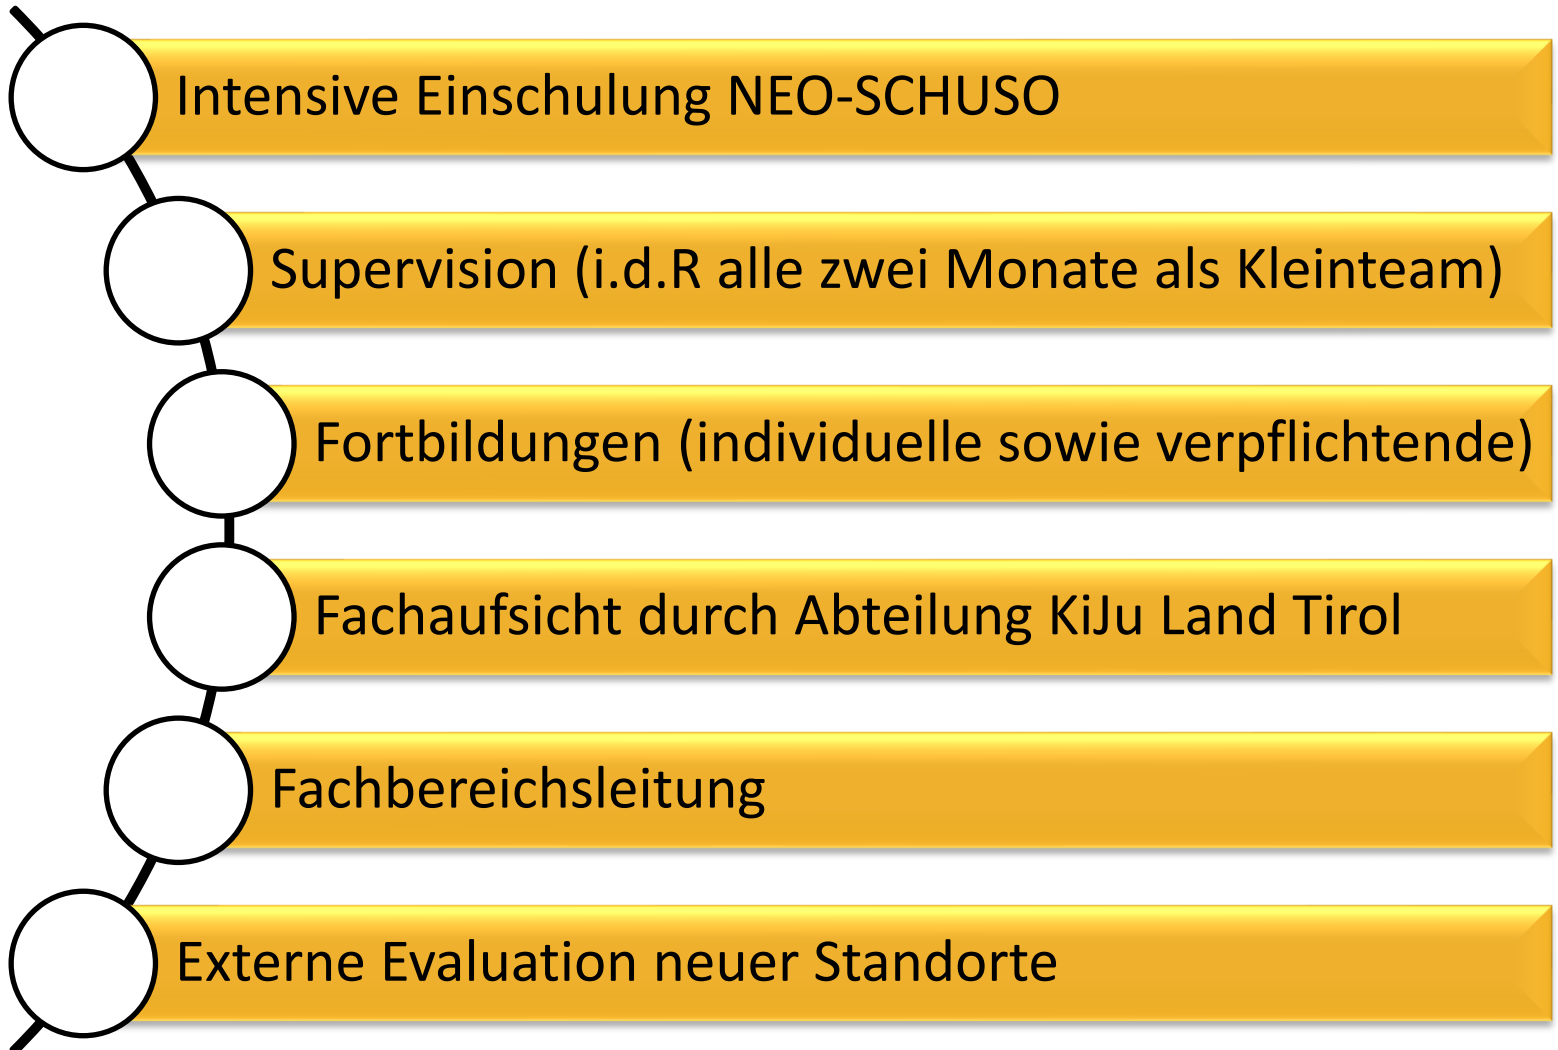 Intensive Einschulung NEO-SCHUSO
Supervision (i.d.R alle zwei Monate als Kleinteam)
Fortbildungen (individuelle sowie verpflichtende)
Fachaufsicht durch Abteilung KiJu Land Tirol
Fachbereichsleitung
Externe Evaluation neuer Standorte